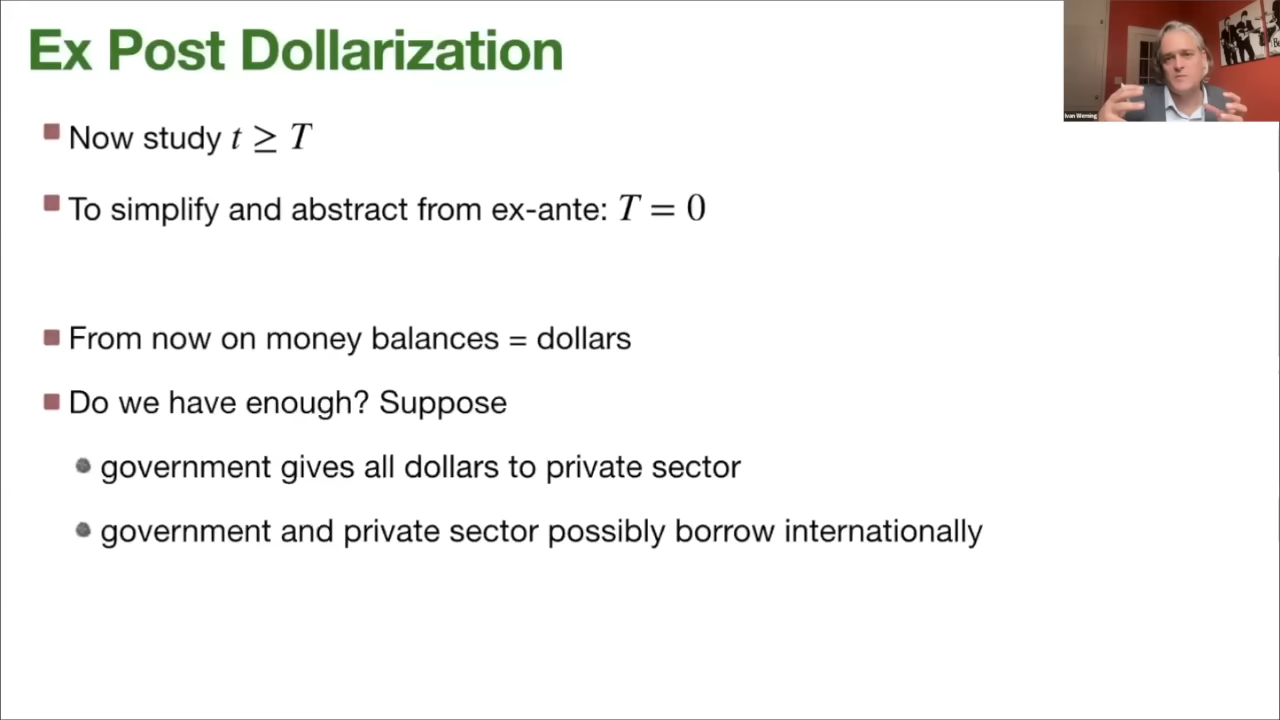 Ex Post Dollarization
Now study t ≥ T
To simplify and abstract from ex-ante: T = 0
From now on money balances = dollars
Do we have enough? Suppose
government gives all dollars to private sector
government and private sector possibly borrow internationally
Ivan Werning